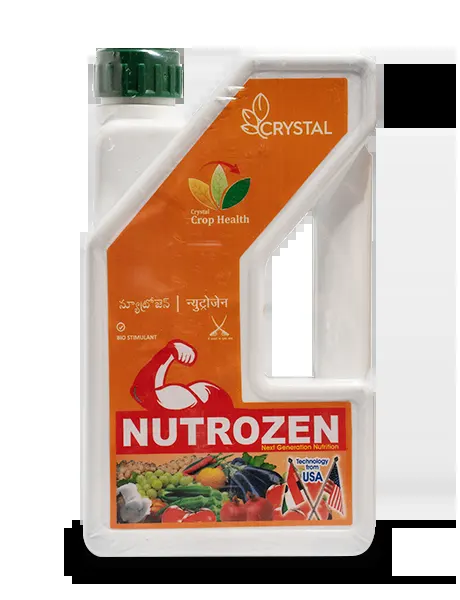 CRYSTAL
Crystal
Crop Health
న్యూట్రోజెన్ | न्युट्रोजेन
BIO STIMULANT
NUTROZEN
Next Generation Nutrition
Technology
from
USA